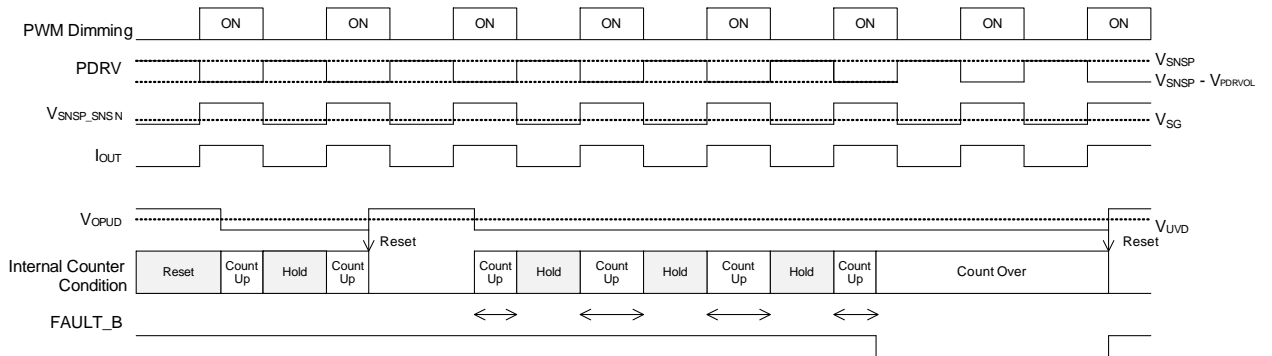 PWM Dimming ON ON ON ON ON ON ON ON
PDRV VSNSP
VSNSP - VPDRVOL
VSNSP_SNSN VSG
IOUT
VOPUD VUVD
Reset Reset
Internal Counter Condition Reset Count Up Hold Count Up Count Up Hold Count Up Hold Count Up Hold Count Up Count Over
FAULT_B